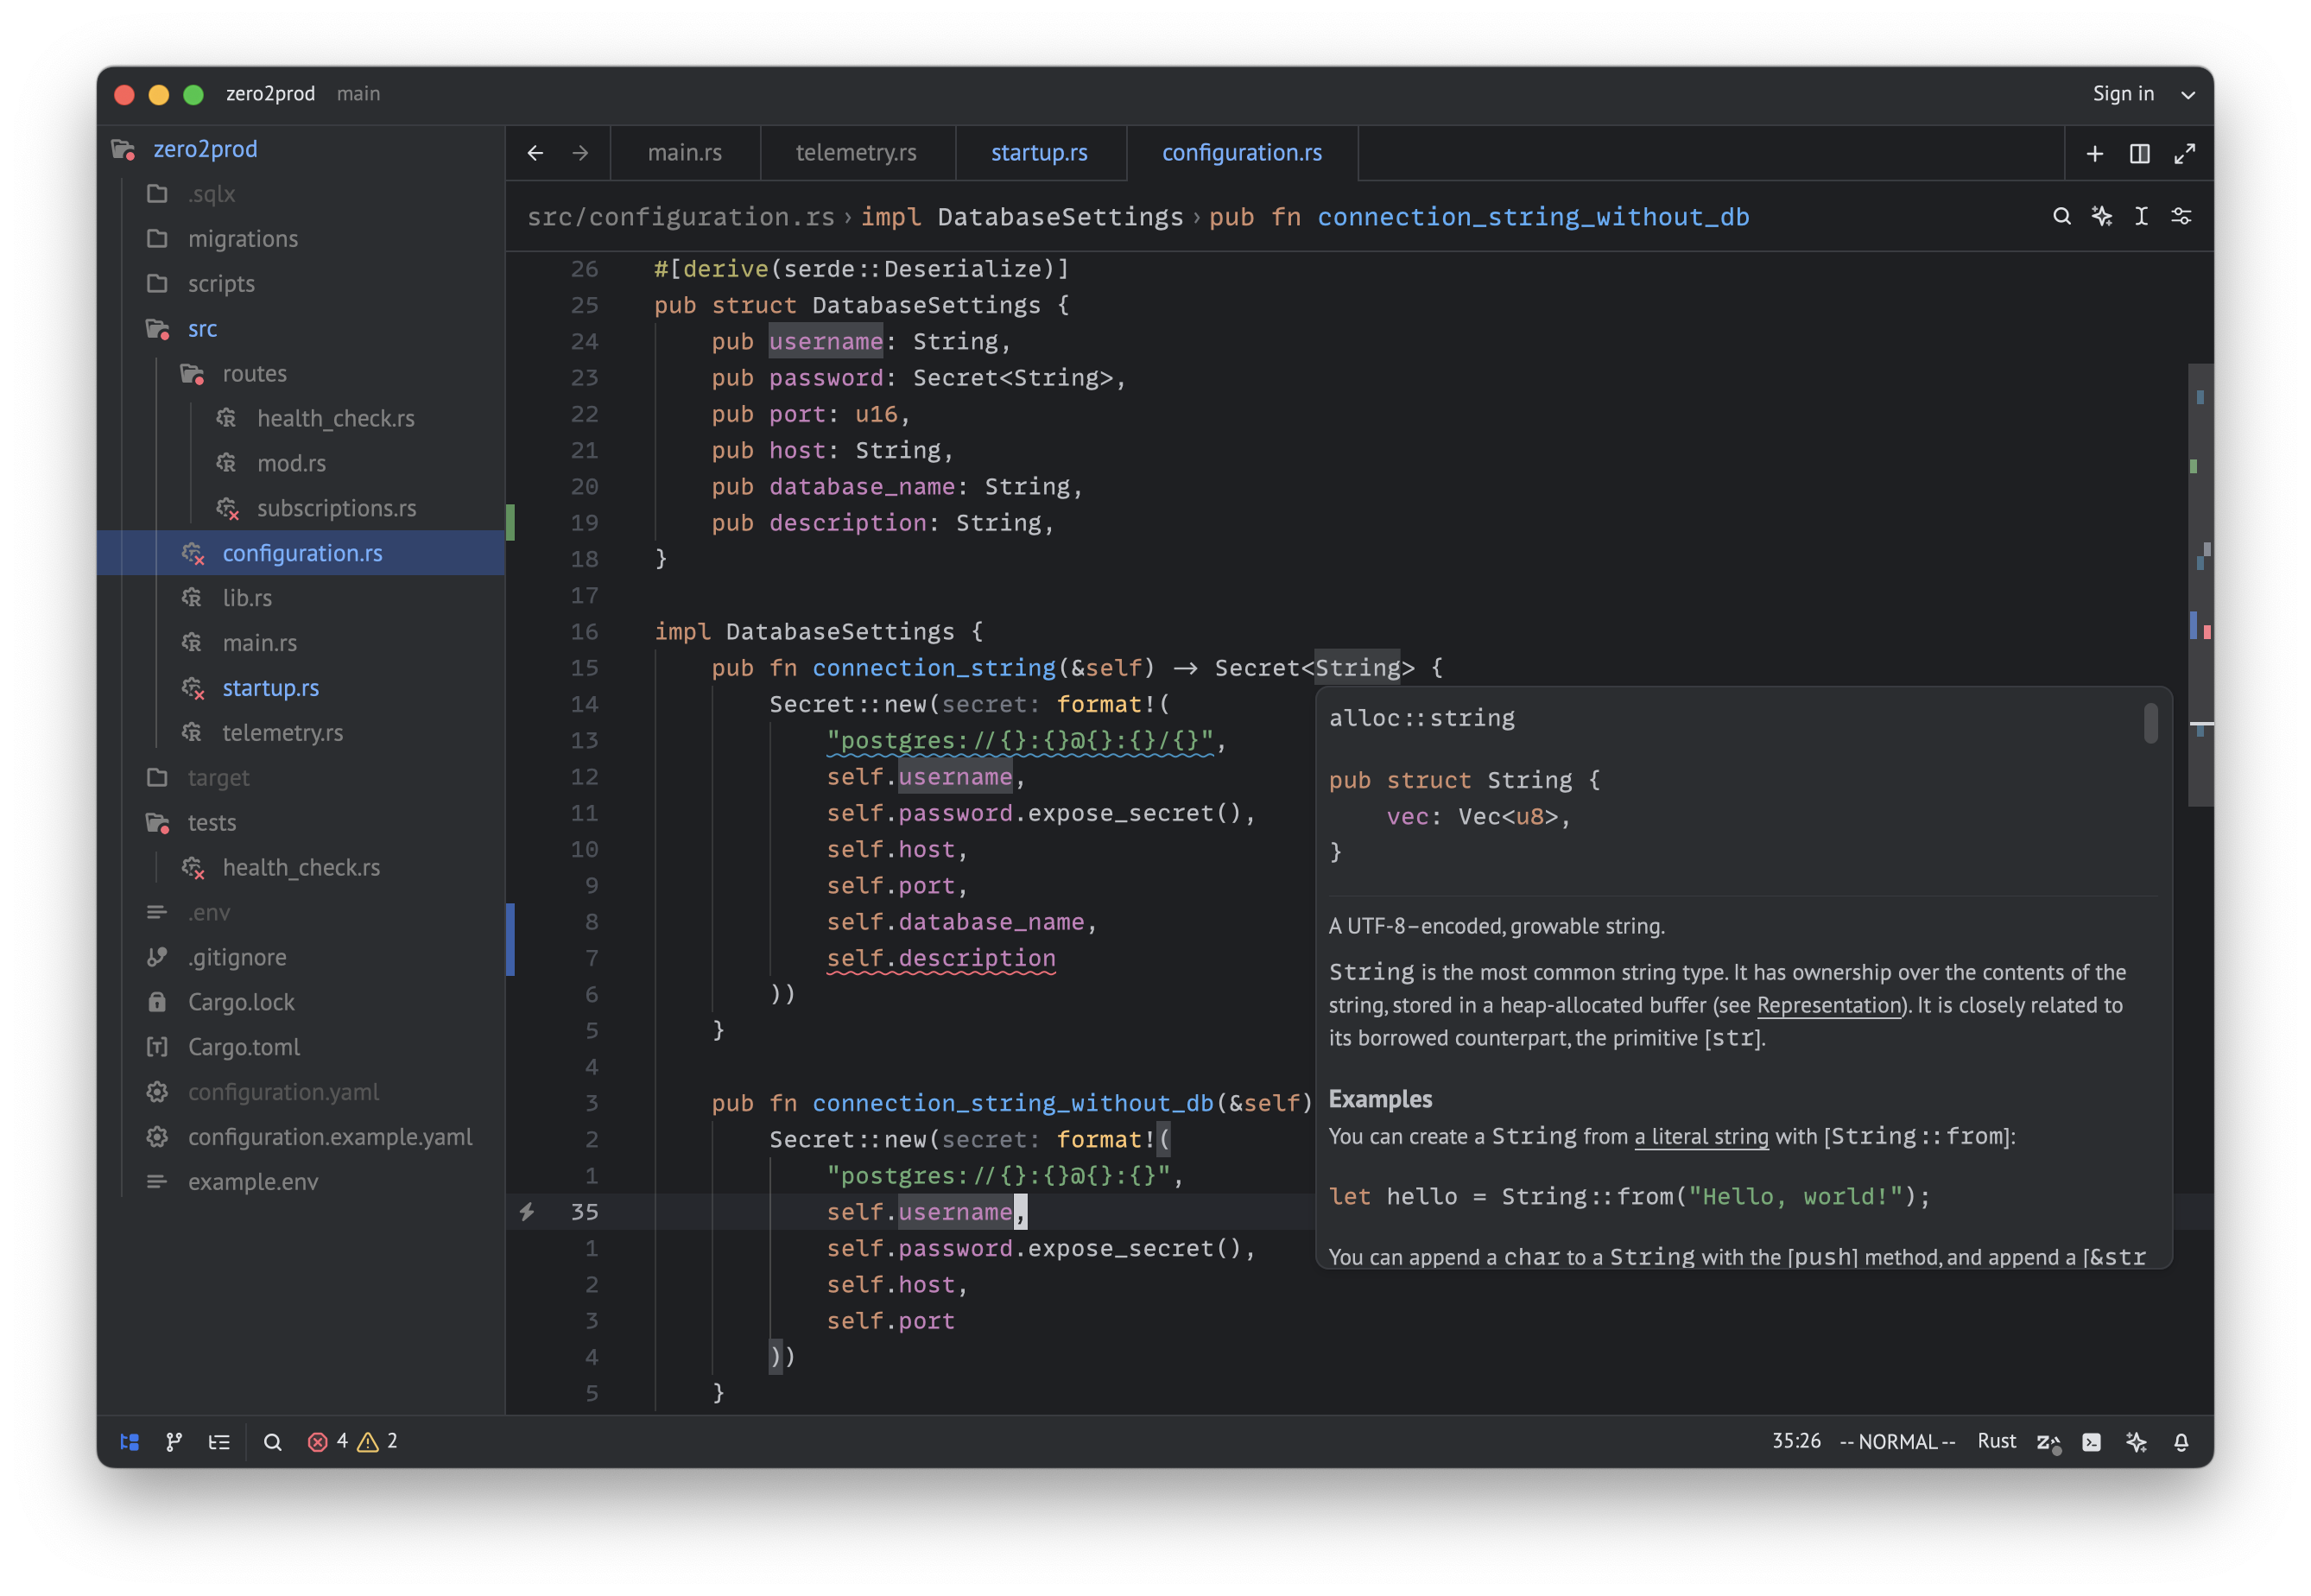 zero2prod main
Sign in
zero2prod
.sqlx
migrations
scripts
src
routes
health_check.rs
mod.rs
subscriptions.rs
configuration.rs
lib.rs
main.rs
startup.rs
telemetry.rs
target
tests
health_check.rs
.env
.gitignore
Cargo.lock
Cargo.toml
configuration.yaml
configuration.example.yaml
example.env
main.rs telemetry.rs startup.rs configuration.rs
src/configuration.rs › impl DatabaseSettings › pub fn connection_string_without_db
26 #[derive(serde::Deserialize)]
25 pub struct DatabaseSettings {
24 pub username: String,
23 pub password: Secret<String>,
22 pub port: u16,
21 pub host: String,
20 pub database_name: String,
19 pub description: String,
18 }
17
16 impl DatabaseSettings {
15 pub fn connection_string(&self) -> Secret<String> {
14 Secret::new(secret: format!(
13 "postgres://{}:{}@{}:{}/{}",
12 self.username,
11 self.password.expose_secret(),
10 self.host,
9 self.port,
8 self.database_name,
7 self.description
6 ))
5 }
4
3 pub fn connection_string_without_db(&self)
2 Secret::new(secret: format!(
1 "postgres://{}:{}@{}:{}",
35 self.username,
1 self.password.expose_secret(),
2 self.host,
3 self.port
4 ))
5 }
alloc::string
pub struct String {
vec: Vec<u8>,
}
A UTF-8–encoded, growable string.
String is the most common string type. It has ownership over the contents of the
string, stored in a heap-allocated buffer (see Representation). It is closely related to
its borrowed counterpart, the primitive [str].
Examples
You can create a String from a literal string with [String::from]:
let hello = String::from("Hello, world!");
You can append a char to a String with the [push] method, and append a [&str
4 2
35:26 -- NORMAL -- Rust